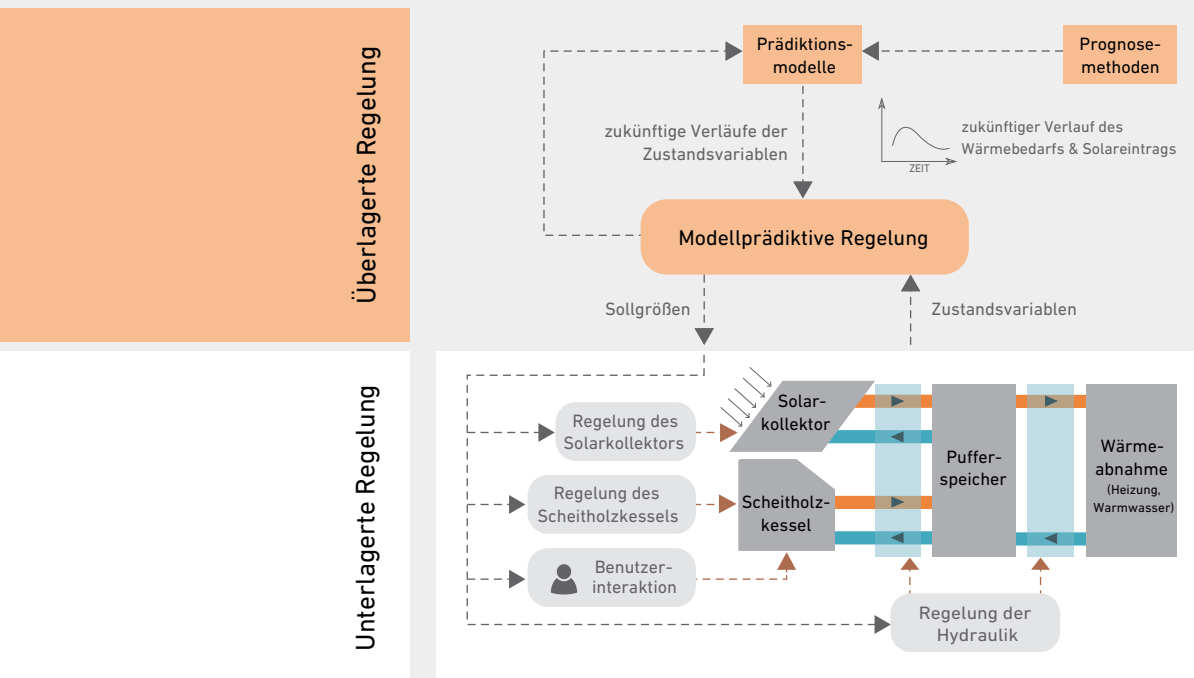 Überlagerte Regelung
Prädiktions-
modelle
Prognose-
methoden
zukünftige Verläufe der
Zustandsvariablen
ZEIT
zukünftiger Verlauf des
Wärmebedarfs & Solareintrags
Modellprädiktive Regelung
Sollgrößen
Zustandsvariablen
Unterlagerte Regelung
Regelung des
Solarkollektors
Solar-
kollektor
Regelung des
Scheitholzkessels
Scheitholz-
kessel
Benutzer-
interaktion
Puffer-
speicher
Wärme-
abnahme
(Heizung,
Warmwasser)
Regelung der
Hydraulik